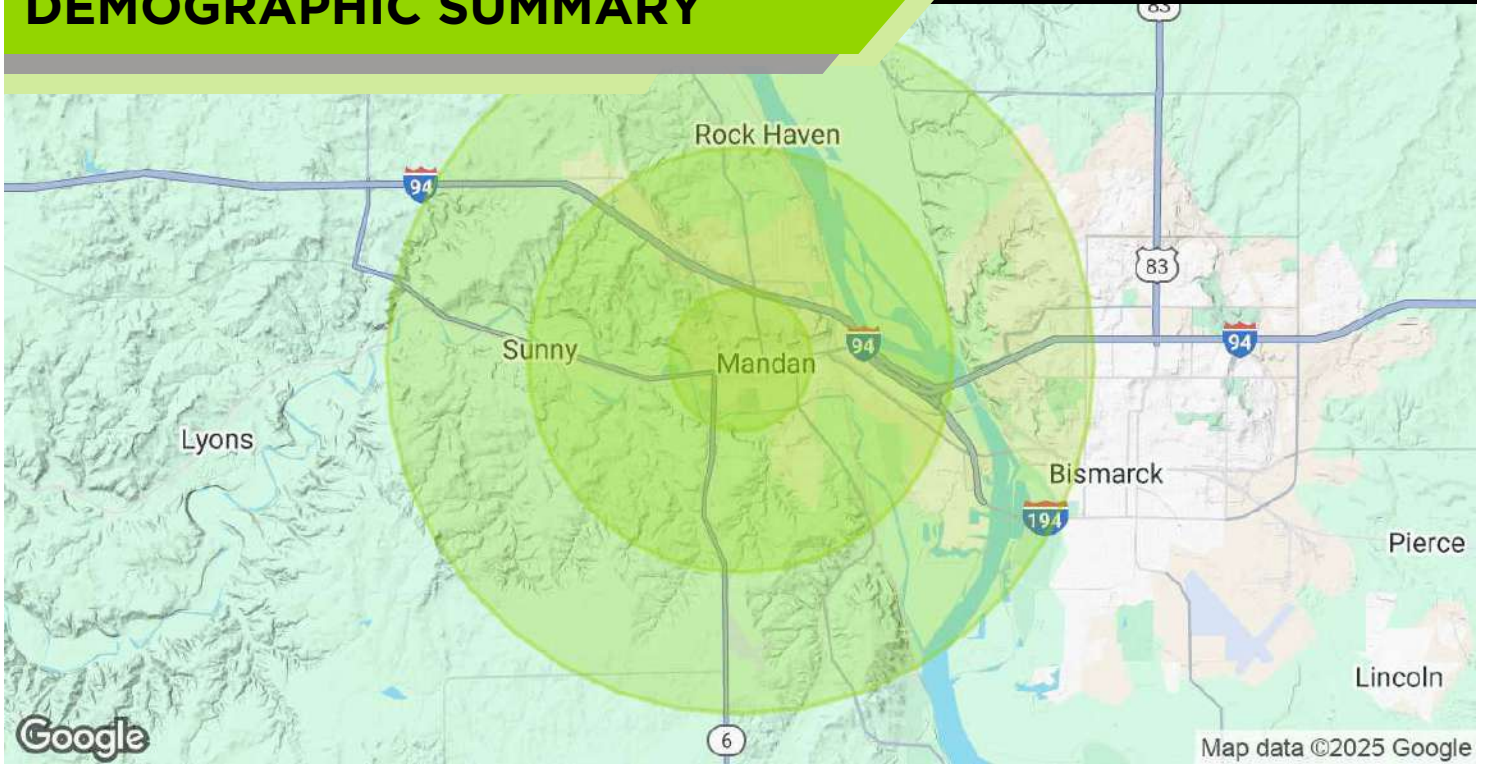 DEMOGRAPHIC SUMMARY
83
Rock Haven
94
83
Sunny
Mandan
94
94
Lyons
Bismarck
194
Pierce
Lincoln
6
Google
Map data ©2025 Google